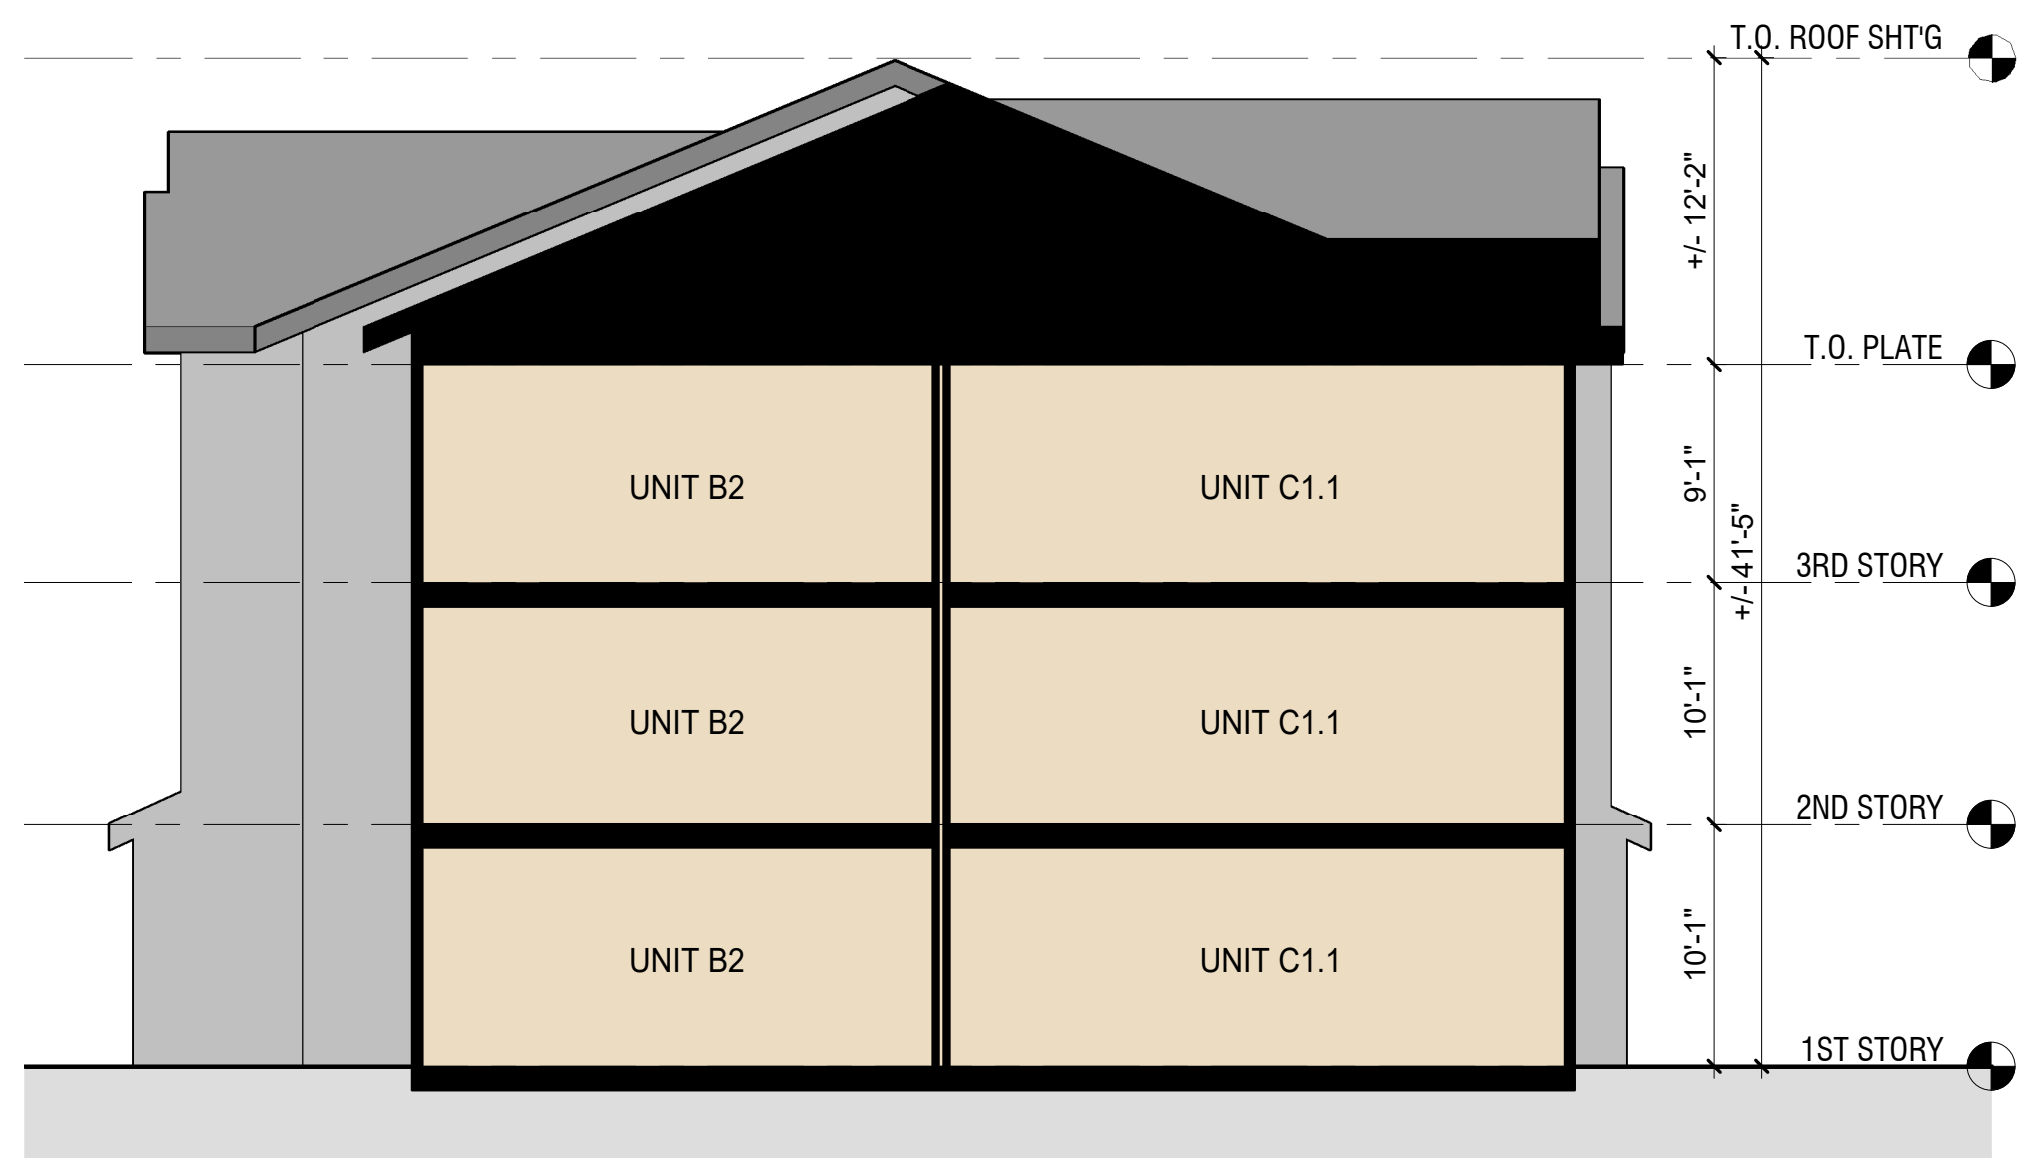 T.O. ROOF SHT'G
+/- 12'-2"
T.O. PLATE
9'-1"
UNIT B2
UNIT C1.1
+/- 41'-5"
3RD STORY
10'-1"
UNIT B2
UNIT C1.1
2ND STORY
10'-1"
UNIT B2
UNIT C1.1
1ST STORY